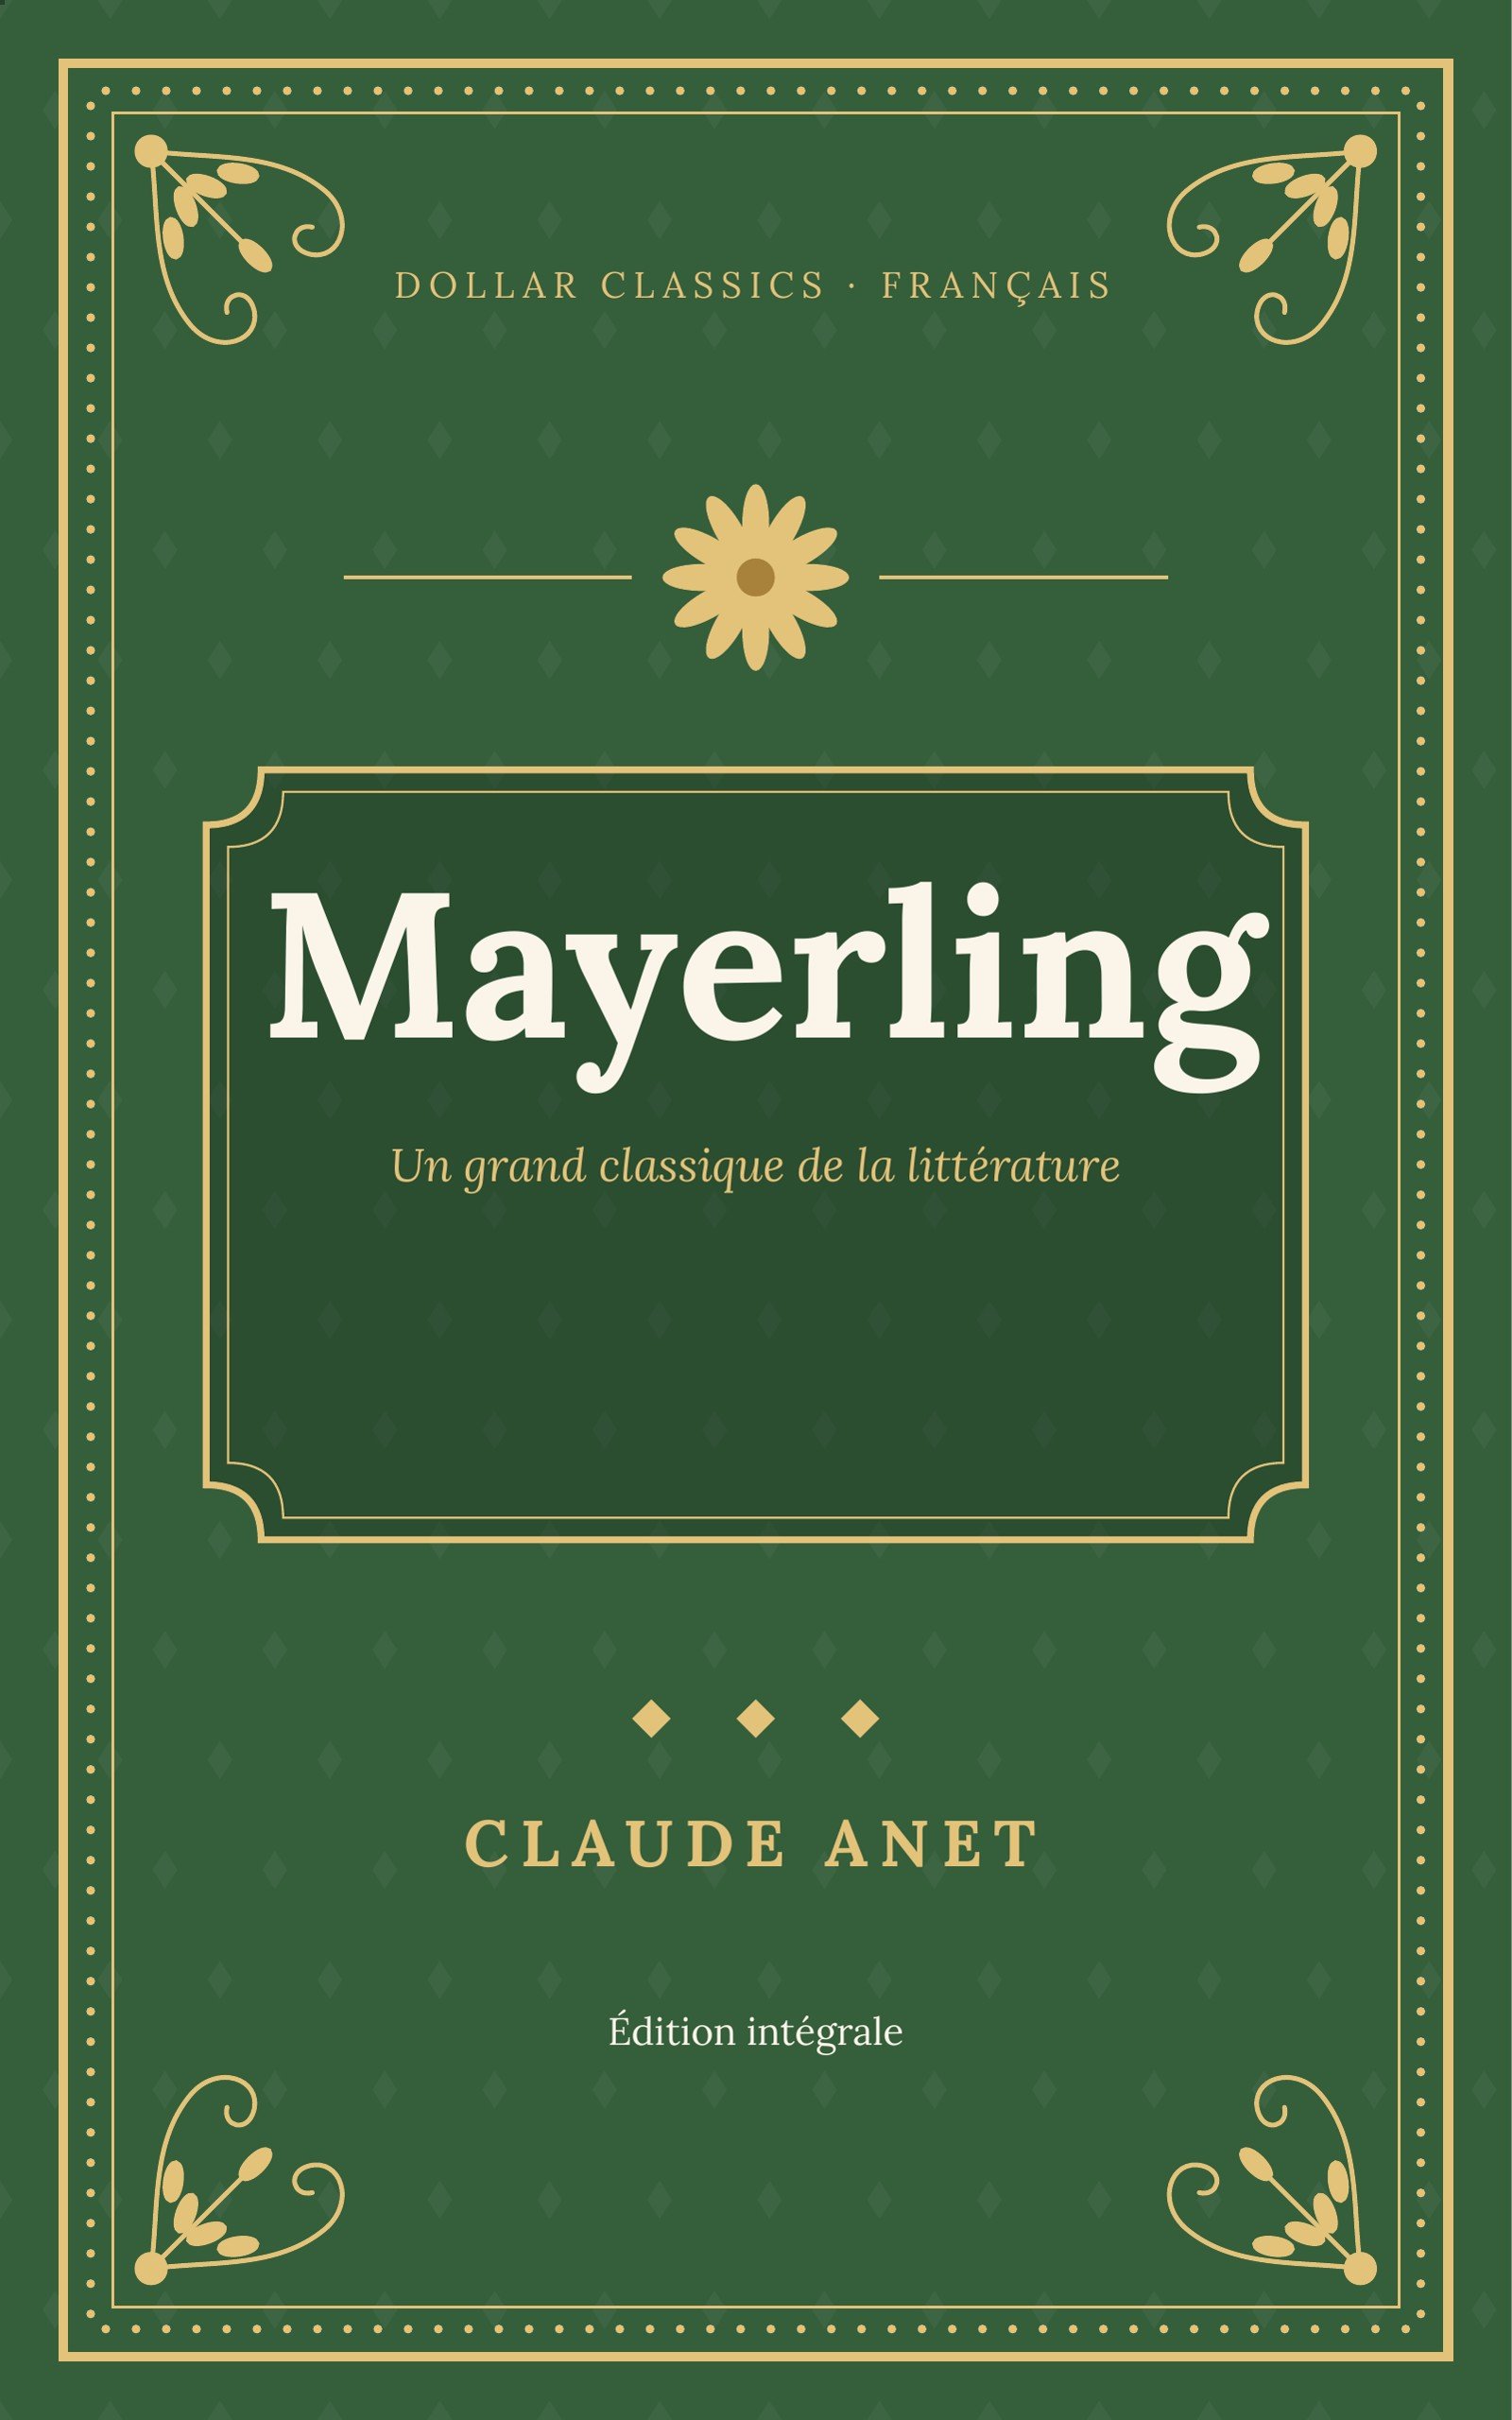 DOLLAR CLASSICS · FRANÇAIS
Mayerling
Un grand classique de la littérature
CLAUDE ANET
Édition intégrale